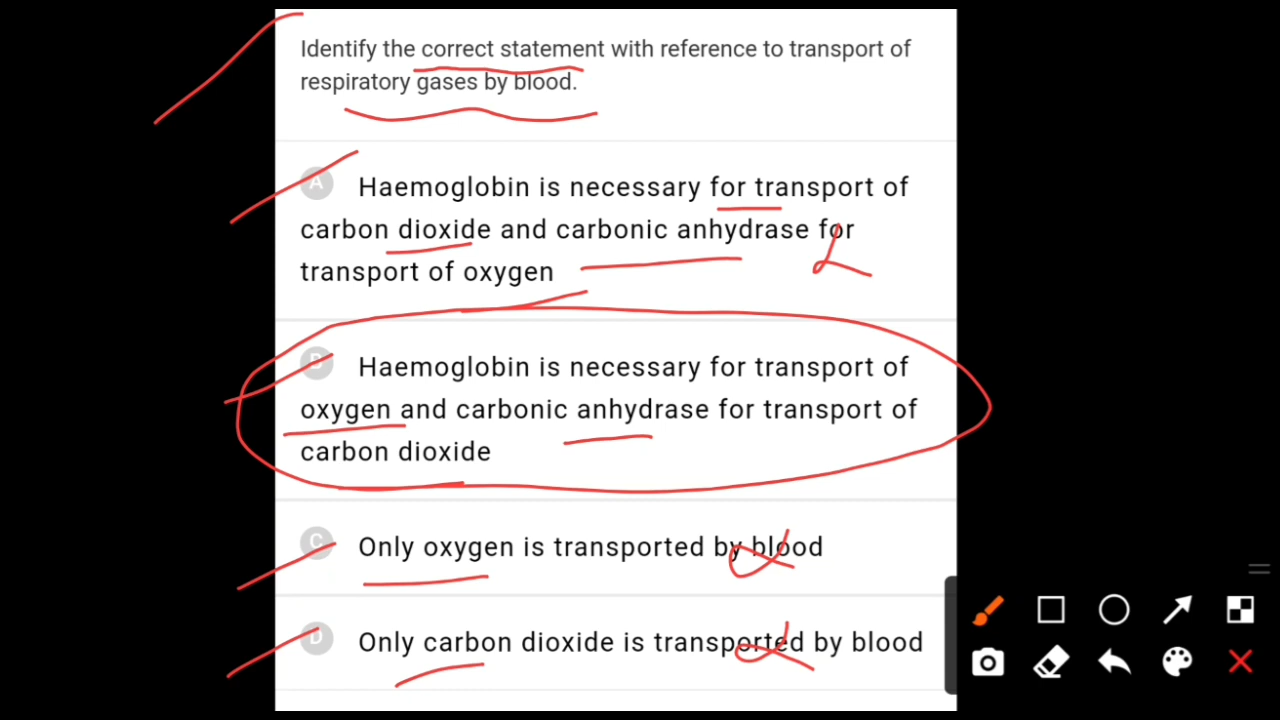 Identify the correct statement with reference to transport of
respiratory gases by blood.
A Haemoglobin is necessary for transport of
carbon dioxide and carbonic anhydrase for
transport of oxygen
B Haemoglobin is necessary for transport of
oxygen and carbonic anhydrase for transport of
carbon dioxide
C Only oxygen is transported by blood
D Only carbon dioxide is transported by blood